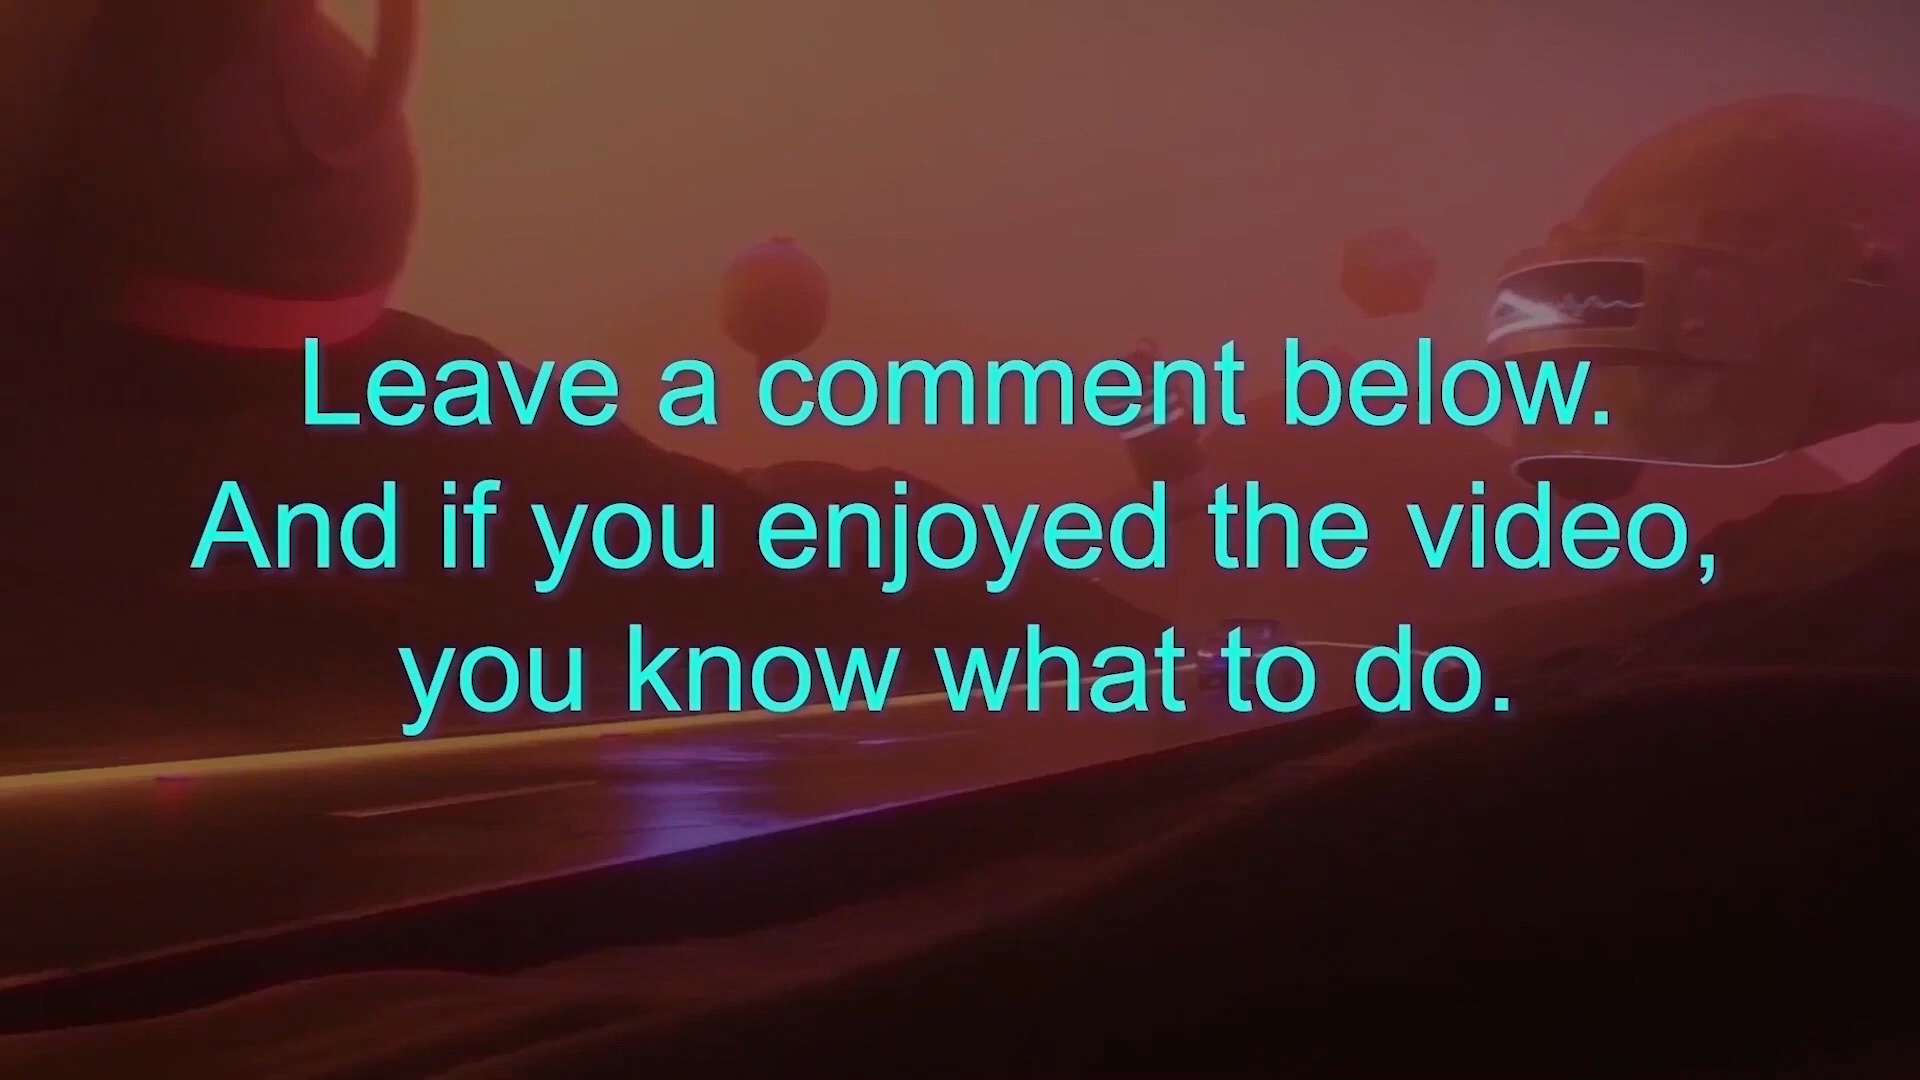 Leave a comment below.
And if you enjoyed the video,
you know what to do.